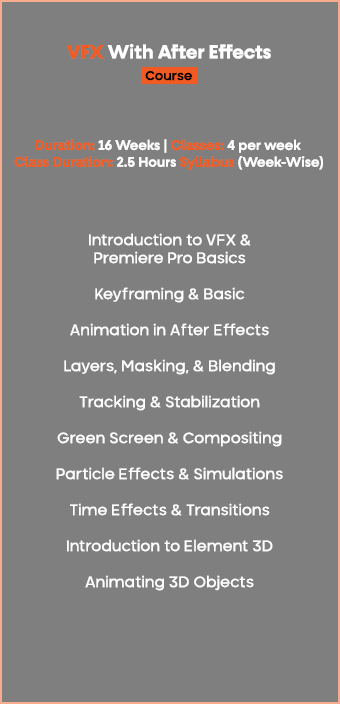 VFX With After Effects
Course
Duration: 16 Weeks | Classes: 4 per week
Class Duration: 2.5 Hours Syllabus (Week-Wise)
Introduction to VFX &
Premiere Pro Basics
Keyframing & Basic
Animation in After Effects
Layers, Masking, & Blending
Tracking & Stabilization
Green Screen & Compositing
Particle Effects & Simulations
Time Effects & Transitions
Introduction to Element 3D
Animating 3D Objects